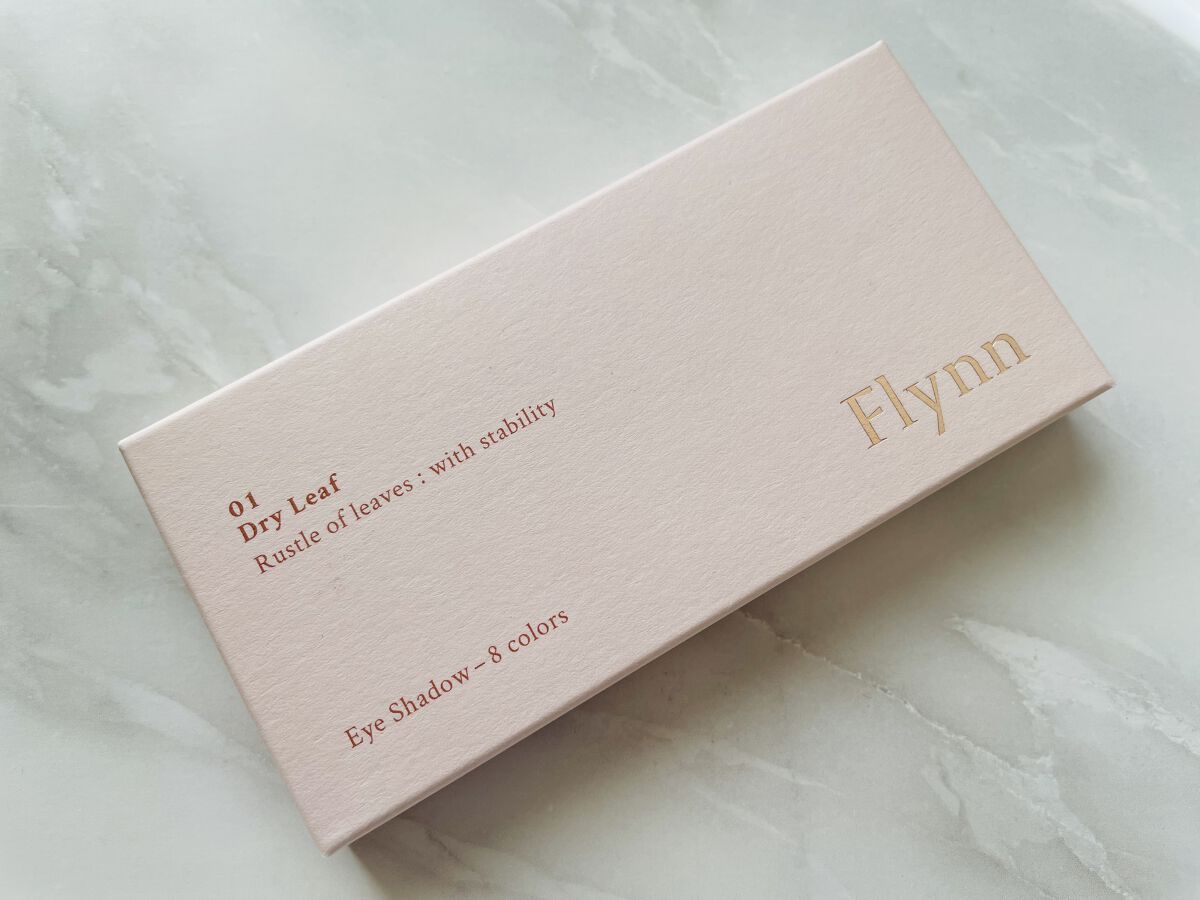 01
Dry Leaf
Rustle of leaves : with stability
Eye Shadow – 8 colors
Flynn